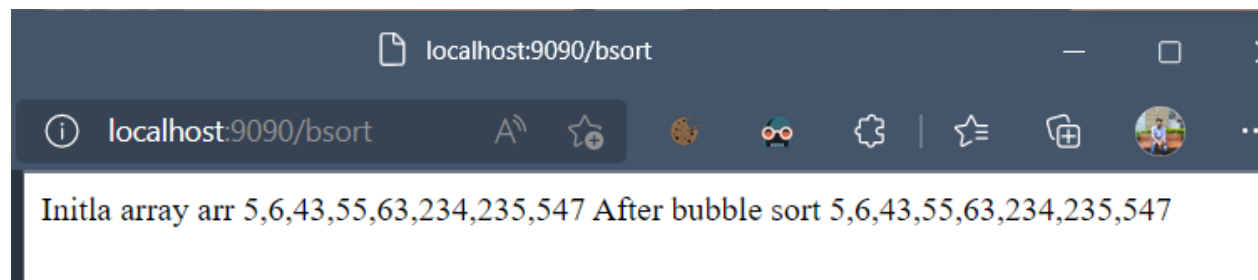 localhost:9090/bsort
localhost:9090/bsort
Initla array arr 5,6,43,55,63,234,235,547 After bubble sort 5,6,43,55,63,234,235,547